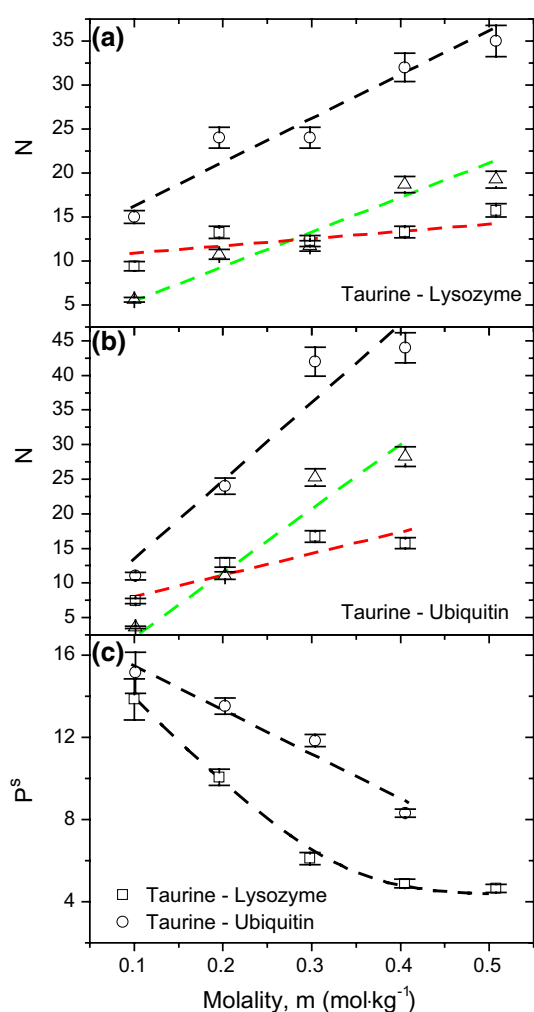 (a)
35
30
25
20
15
10
5
N
Taurine - Lysozyme
(b)
45
40
35
30
25
20
15
10
5
N
Taurine - Ubiquitin
(c)
16
12
8
4
Pˢ
Taurine - Lysozyme
Taurine - Ubiquitin
0.1 0.2 0.3 0.4 0.5
Molality, m (mol·kg⁻¹)